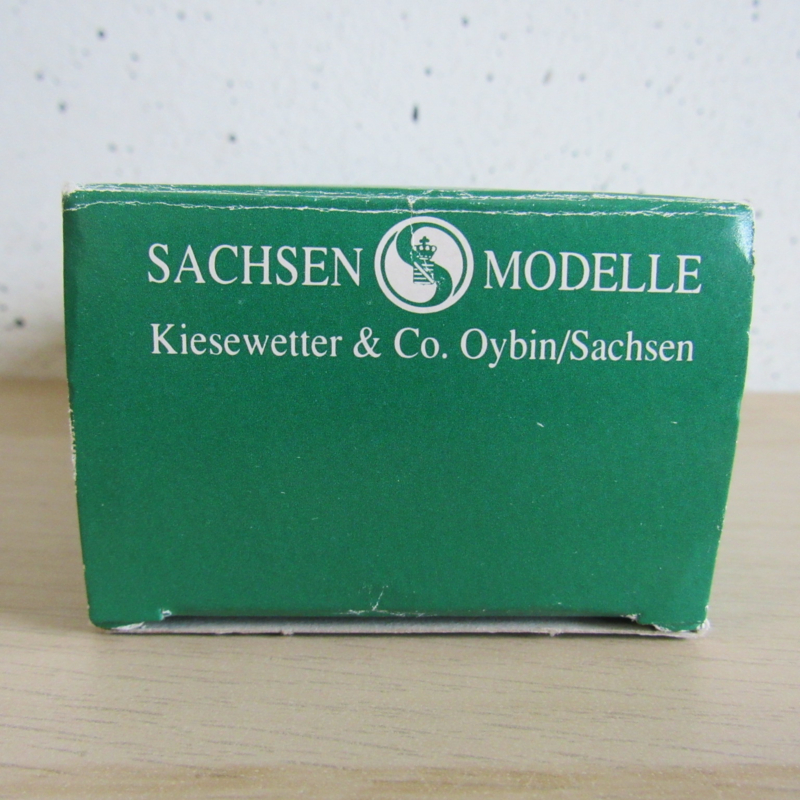 SACHSEN MODELLE
Kiesewetter & Co. Oybin/Sachsen